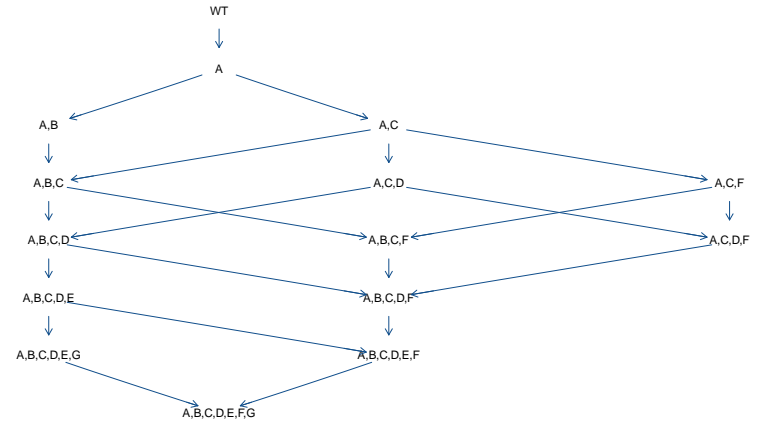 WT
A
A,B
A,C
A,B,C
A,C,D
A,C,F
A,B,C,D
A,B,C,F
A,C,D,F
A,B,C,D,E
A,B,C,D,F
A,B,C,D,E,G
A,B,C,D,E,F
A,B,C,D,E,F,G